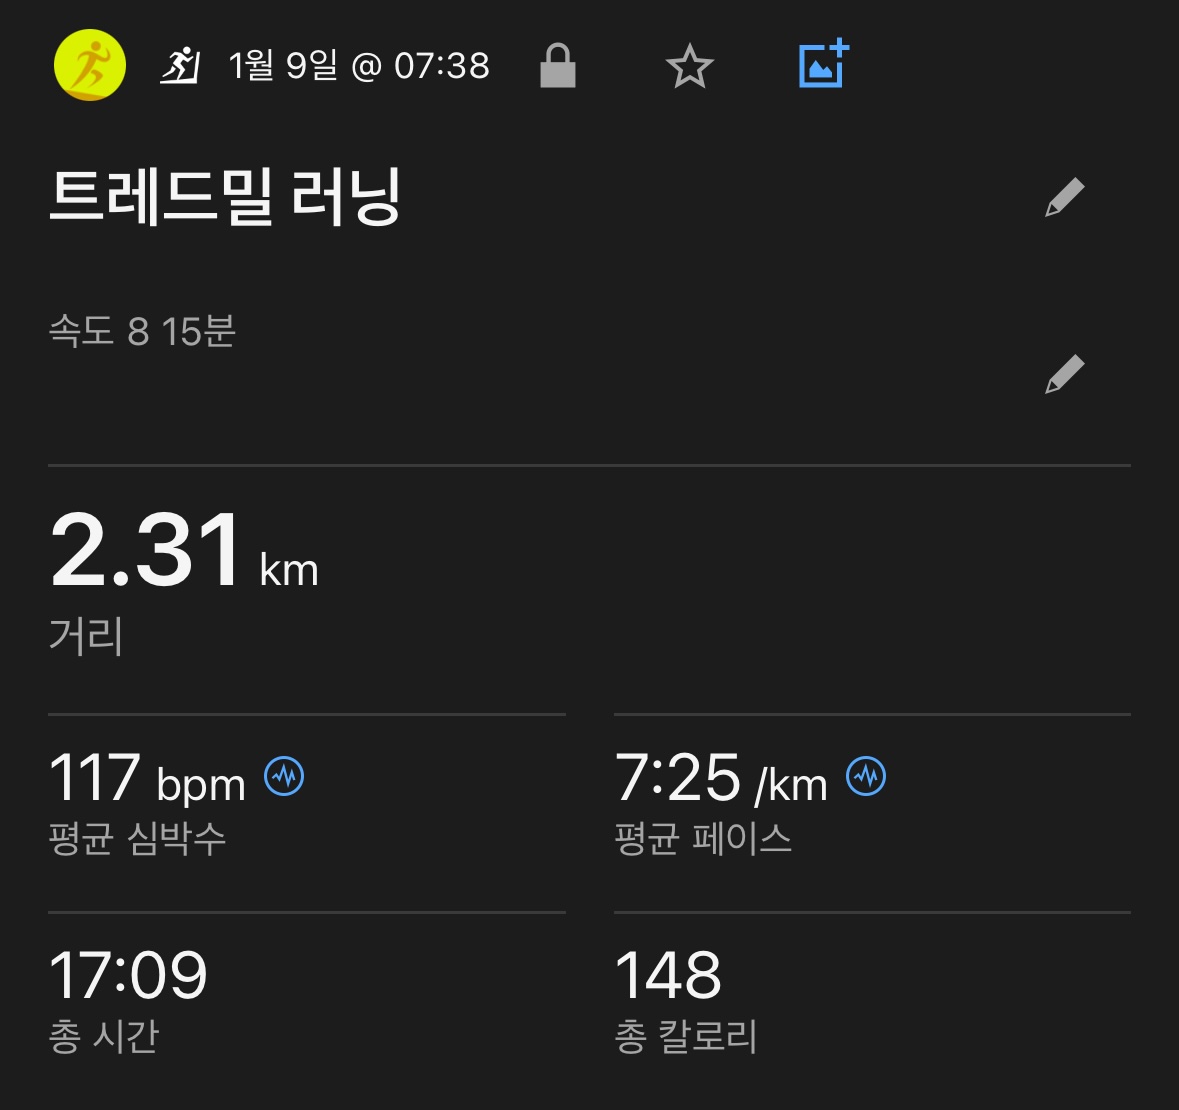 1월 9일 @ 07:38
트레드밀 러닝
속도 8 15분
2.31 km
거리
117 bpm
평균 심박수
7:25 /km
평균 페이스
17:09
총 시간
148
총 칼로리